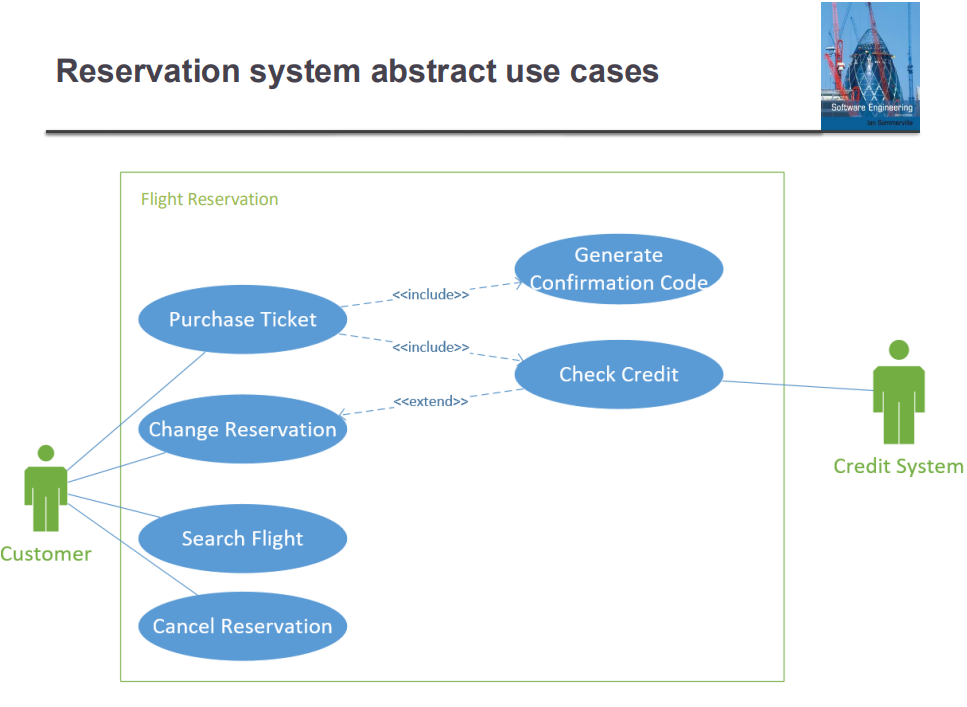 Reservation system abstract use cases
Software Engineering
Ian Sommerville
Flight Reservation
Generate
Confirmation Code
<<include>>
Purchase Ticket
<<include>>
Check Credit
<<extend>>
Change Reservation
Credit System
Search Flight
Customer
Cancel Reservation